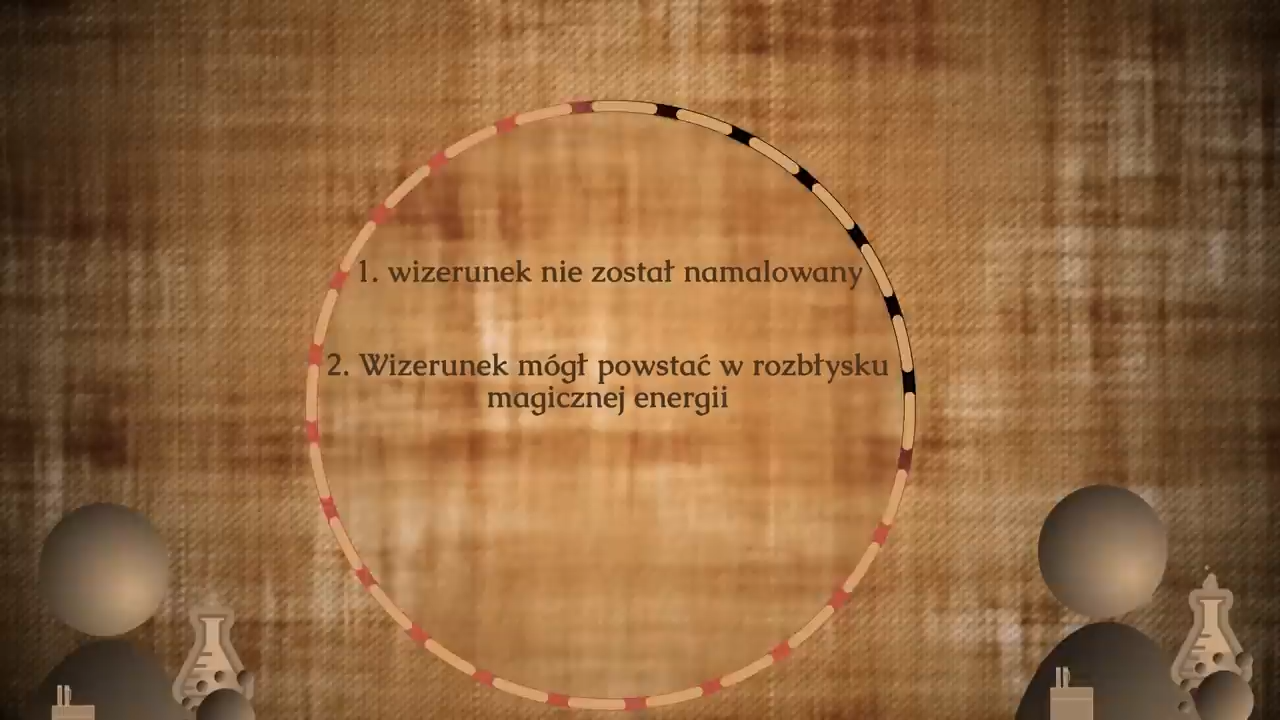 1. wizerunek nie został namalowany
2. Wizerunek mógł powstać w rozbłysku
magicznej energii